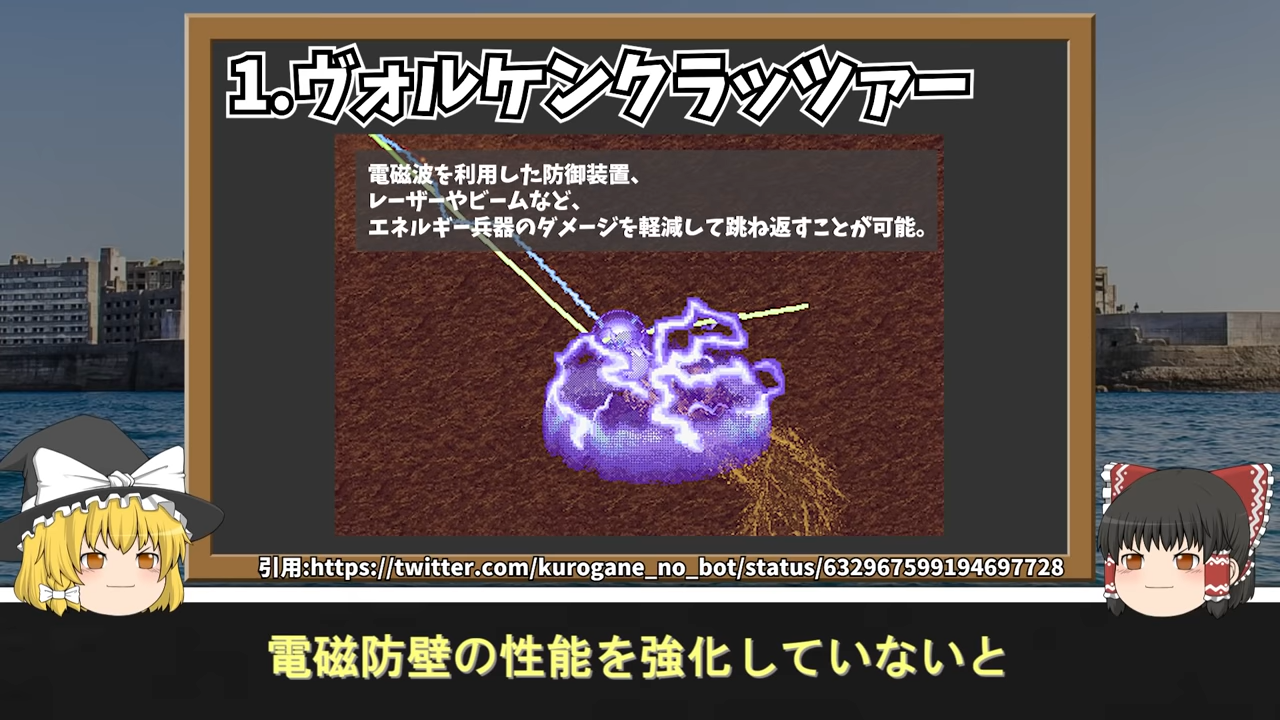 1.ヴォルケンクラッツァー
電磁波を利用した防御装置、
レーザーやビームなど、
エネルギー兵器のダメージを軽減して跳ね返すことが可能。
引用:https://twitter.com/kurogane_no_bot/status/632967599194697728
電磁防壁の性能を強化していないと